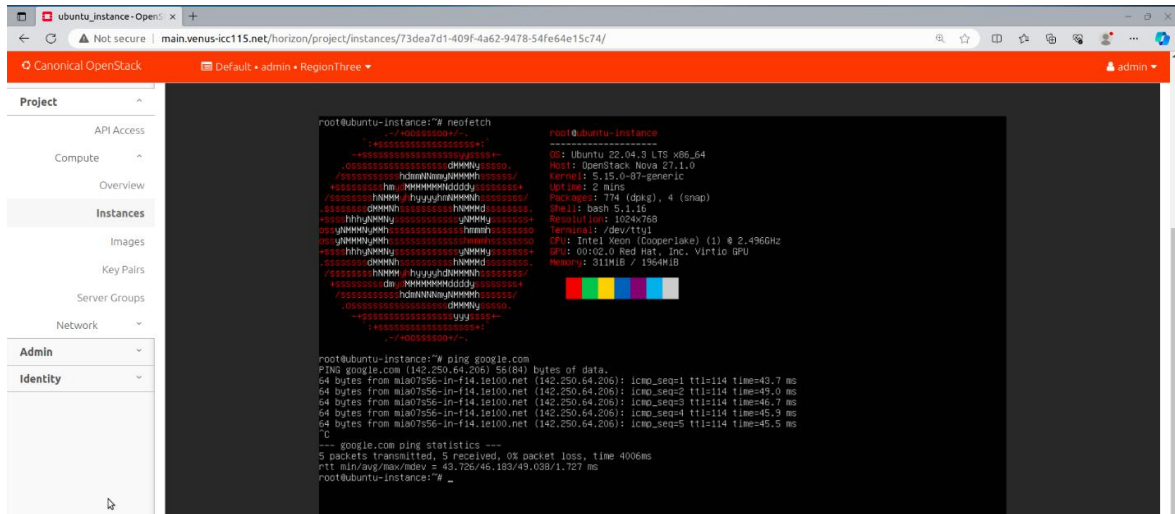 ubuntu_instance - OpenS
Not secure
main.venus-icc115.net/horizon/project/instances/73dea7d1-409f-4a62-9478-54fe64e15c74/
Canonical OpenStack
Default • admin • RegionThree
admin
Project
API Access
Compute
Overview
Instances
Images
Key Pairs
Server Groups
Network
Admin
Identity
root@ubuntu-instance:~# neofetch
root@ubuntu-instance
--------------------
OS: Ubuntu 22.04.3 LTS x86_64
Host: OpenStack Nova 27.1.0
Kernel: 5.15.0-87-generic
Uptime: 2 mins
Packages: 774 (dpkg), 4 (snap)
Shell: bash 5.1.16
Resolution: 1024x768
Terminal: /dev/tty1
CPU: Intel Xeon (Cooperlake) (1) @ 2.496GHz
GPU: 00:02.0 Red Hat, Inc. Virtio GPU
Memory: 311MiB / 1964MiB
root@ubuntu-instance:~# ping google.com
PING google.com (142.250.64.206) 56(84) bytes of data.
64 bytes from mia07s56-in-f14.1e100.net (142.250.64.206): icmp_seq=1 ttl=114 time=43.7 ms
64 bytes from mia07s56-in-f14.1e100.net (142.250.64.206): icmp_seq=2 ttl=114 time=49.0 ms
64 bytes from mia07s56-in-f14.1e100.net (142.250.64.206): icmp_seq=3 ttl=114 time=46.7 ms
64 bytes from mia07s56-in-f14.1e100.net (142.250.64.206): icmp_seq=4 ttl=114 time=45.9 ms
64 bytes from mia07s56-in-f14.1e100.net (142.250.64.206): icmp_seq=5 ttl=114 time=45.5 ms
^C
--- google.com ping statistics ---
5 packets transmitted, 5 received, 0% packet loss, time 4006ms
rtt min/avg/max/mdev = 43.726/46.183/49.038/1.727 ms
root@ubuntu-instance:~# _